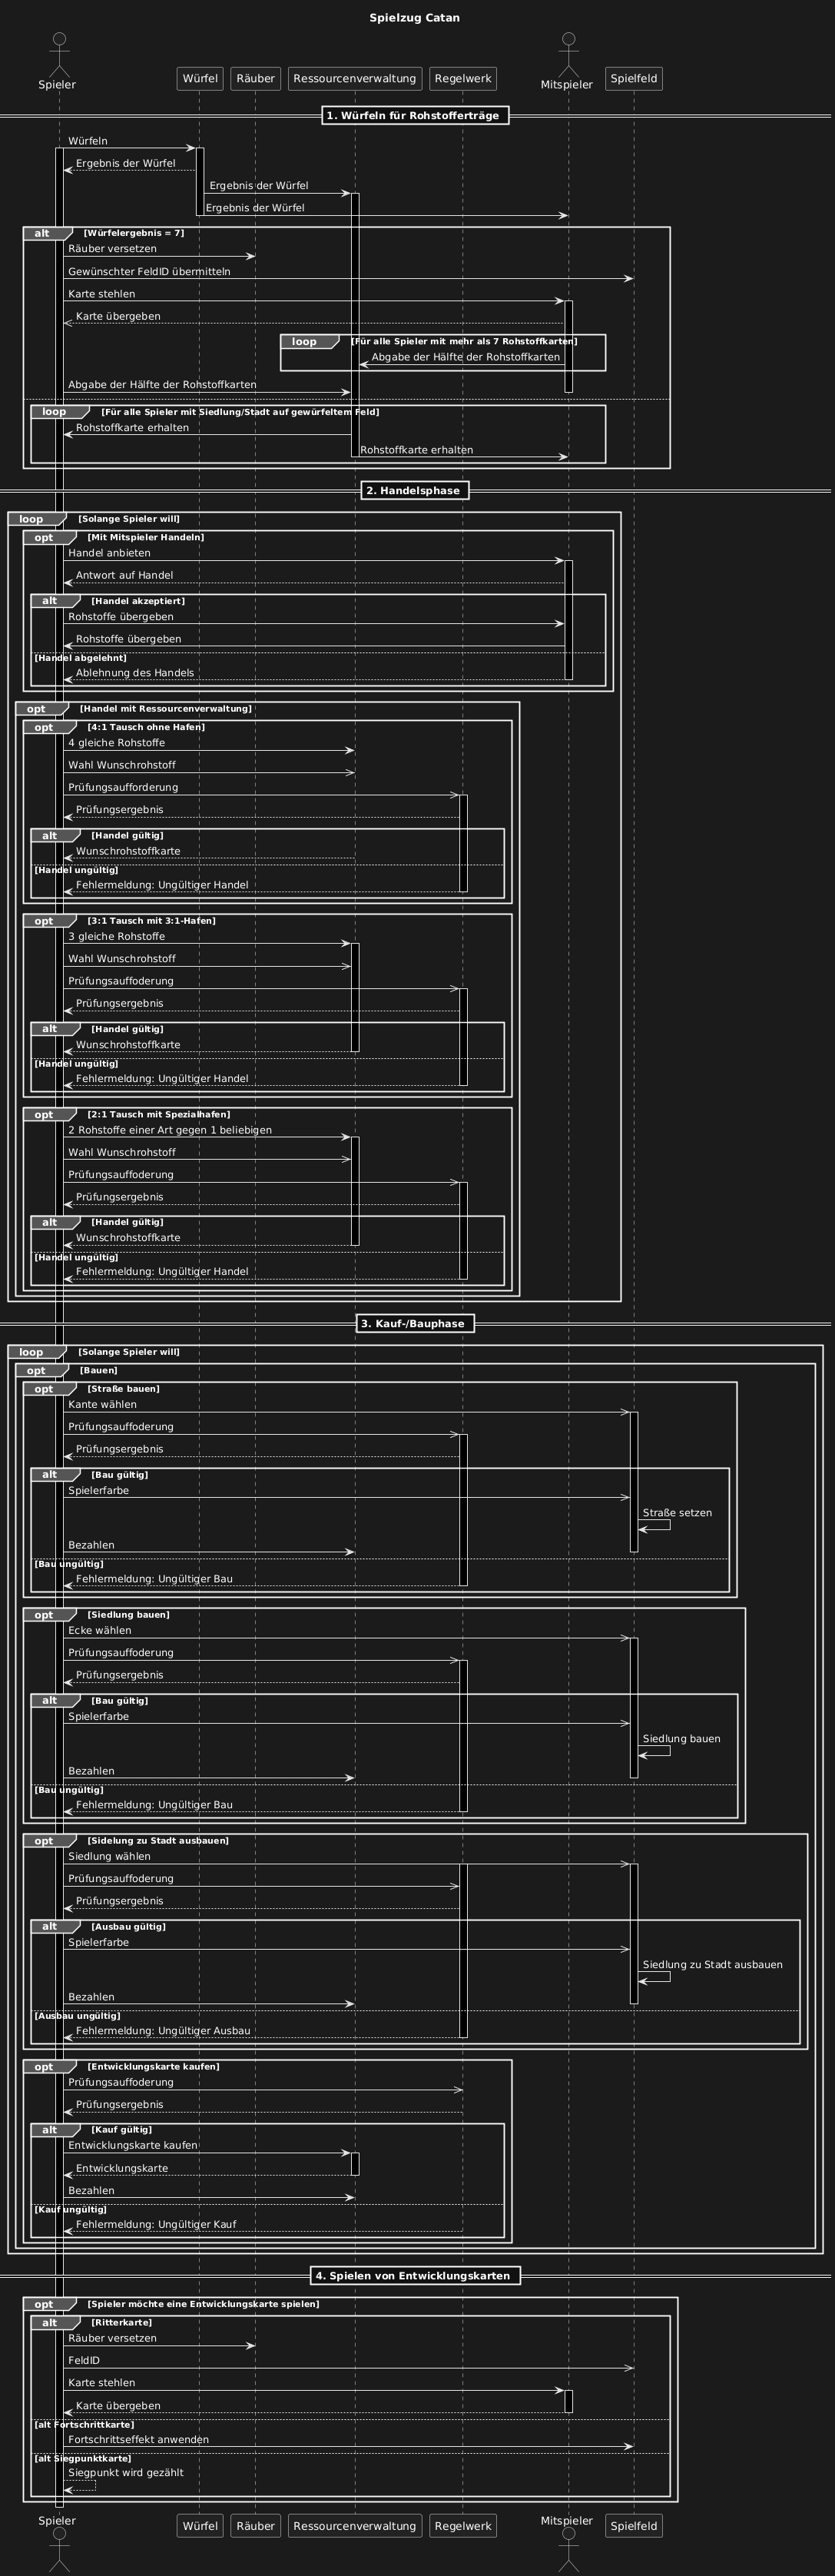 Spielzug Catan
Spieler
Würfel
Räuber
Ressourcenverwaltung
Regelwerk
Mitspieler
Spielfeld
1. Würfeln für Rohstofferträge
Würfeln
Ergebnis der Würfel
Ergebnis der Würfel
Ergebnis der Würfel
alt [Würfelergebnis = 7]
Räuber versetzen
Gewünschter FeldID übermitteln
Karte stehlen
Karte übergeben
loop [Für alle Spieler mit mehr als 7 Rohstoffkarten]
Abgabe der Hälfte der Rohstoffkarten
Abgabe der Hälfte der Rohstoffkarten
loop [Für alle Spieler mit Siedlung/Stadt auf gewürfeltem Feld]
Rohstoffkarte erhalten
Rohstoffkarte erhalten
2. Handelsphase
loop [Solange Spieler will]
opt [Mit Mitspieler Handeln]
Handel anbieten
Antwort auf Handel
alt [Handel akzeptiert]
Rohstoffe übergeben
Rohstoffe übergeben
[Handel abgelehnt]
Ablehnung des Handels
opt [Handel mit Ressourcenverwaltung]
opt [4:1 Tausch ohne Hafen]
4 gleiche Rohstoffe
Wahl Wunschrohstoff
Prüfungsaufforderung
Prüfungsergebnis
alt [Handel gültig]
Wunschrohstoffkarte
[Handel ungültig]
Fehlermeldung: Ungültiger Handel
opt [3:1 Tausch mit 3:1-Hafen]
3 gleiche Rohstoffe
Wahl Wunschrohstoff
Prüfungsauffoderung
Prüfungsergebnis
alt [Handel gültig]
Wunschrohstoffkarte
[Handel ungültig]
Fehlermeldung: Ungültiger Handel
opt [2:1 Tausch mit Spezialhafen]
2 Rohstoffe einer Art gegen 1 beliebigen
Wahl Wunschrohstoff
Prüfungsauffoderung
Prüfungsergebnis
alt [Handel gültig]
Wunschrohstoffkarte
[Handel ungültig]
Fehlermeldung: Ungültiger Handel
3. Kauf-/Bauphase
loop [Solange Spieler will]
opt [Bauen]
opt [Straße bauen]
Kante wählen
Prüfungsauffoderung
Prüfungsergebnis
alt [Bau gültig]
Spielerfarbe
Straße setzen
Bezahlen
[Bau ungültig]
Fehlermeldung: Ungültiger Bau
opt [Siedlung bauen]
Ecke wählen
Prüfungsauffoderung
Prüfungsergebnis
alt [Bau gültig]
Spielerfarbe
Siedlung bauen
Bezahlen
[Bau ungültig]
Fehlermeldung: Ungültiger Bau
opt [Sidelung zu Stadt ausbauen]
Siedlung wählen
Prüfungsauffoderung
Prüfungsergebnis
alt [Ausbau gültig]
Spielerfarbe
Siedlung zu Stadt ausbauen
Bezahlen
[Ausbau ungültig]
Fehlermeldung: Ungültiger Ausbau
opt [Entwicklungskarte kaufen]
Prüfungsauffoderung
Prüfungsergebnis
alt [Kauf gültig]
Entwicklungskarte kaufen
Entwicklungskarte
Bezahlen
[Kauf ungültig]
Fehlermeldung: Ungültiger Kauf
4. Spielen von Entwicklungskarten
opt [Spieler möchte eine Entwicklungskarte spielen]
alt [Ritterkarte]
Räuber versetzen
FeldID
Karte stehlen
Karte übergeben
[alt Fortschrittkarte]
Fortschrittseffekt anwenden
[alt Siegpunktkarte]
Siegpunkt wird gezählt
Spieler
Würfel
Räuber
Ressourcenverwaltung
Regelwerk
Mitspieler
Spielfeld